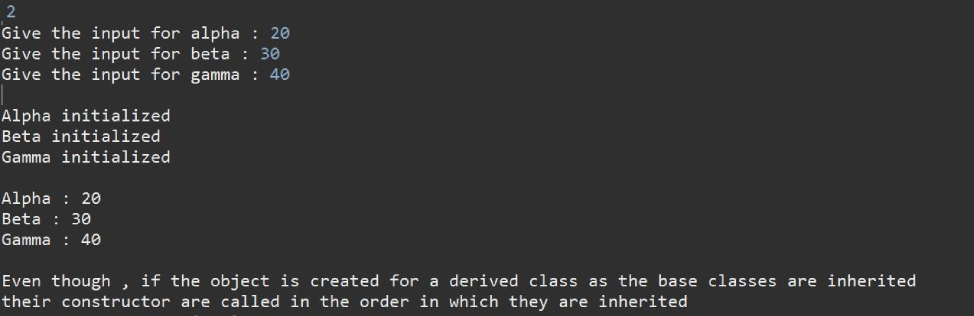 2
Give the input for alpha : 20
Give the input for beta : 30
Give the input for gamma : 40
Alpha initialized
Beta initialized
Gamma initialized
Alpha : 20
Beta : 30
Gamma : 40
Even though , if the object is created for a derived class as the base classes are inherited
their constructor are called in the order in which they are inherited